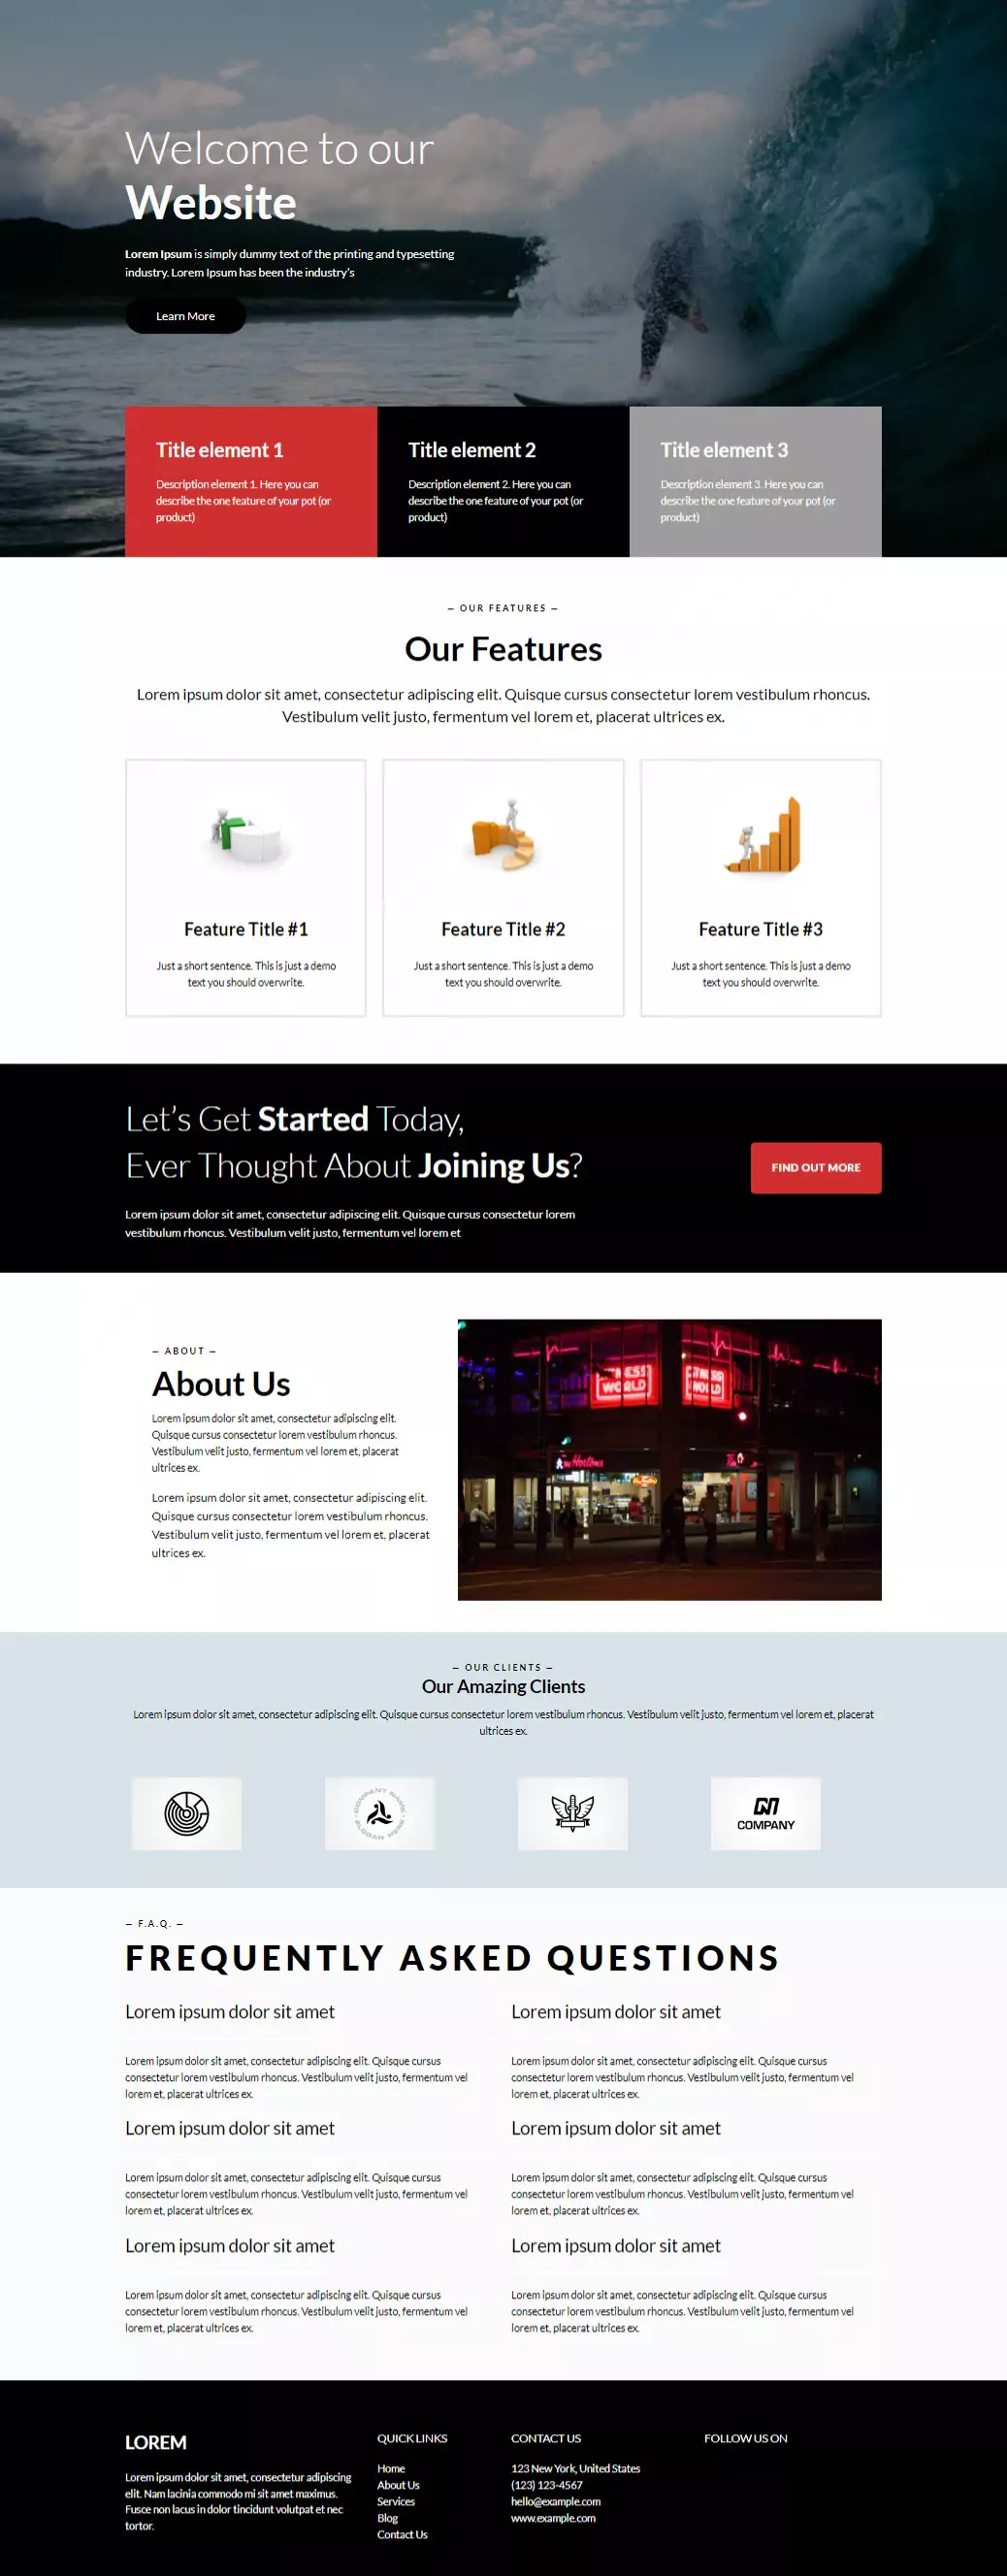 Welcome to our
Website
Lorem Ipsum is simply dummy text of the printing and typesetting
industry. Lorem Ipsum has been the industry's
Learn More
Title element 1
Description element 1. Here you can
describe the one feature of your pot (or
product)
Title element 2
Description element 2. Here you can
describe the one feature of your pot (or
product)
Title element 3
Description element 3. Here you can
describe the one feature of your pot (or
product)
— OUR FEATURES —
Our Features
Lorem ipsum dolor sit amet, consectetur adipiscing elit. Quisque cursus consectetur lorem vestibulum rhoncus.
Vestibulum velit justo, fermentum vel lorem et, placerat ultrices ex.
Feature Title #1
Just a short sentence. This is just a demo
text you should overwrite.
Feature Title #2
Just a short sentence. This is just a demo
text you should overwrite.
Feature Title #3
Just a short sentence. This is just a demo
text you should overwrite.
Let's Get Started Today,
Ever Thought About Joining Us?
Lorem ipsum dolor sit amet, consectetur adipiscing elit. Quisque cursus consectetur lorem
vestibulum rhoncus. Vestibulum velit justo, fermentum vel lorem et
FIND OUT MORE
— ABOUT —
About Us
Lorem ipsum dolor sit amet, consectetur adipiscing elit.
Quisque cursus consectetur lorem vestibulum rhoncus.
Vestibulum velit justo, fermentum vel lorem et, placerat
ultrices ex.
Lorem ipsum dolor sit amet, consectetur adipiscing elit.
Quisque cursus consectetur lorem vestibulum rhoncus.
Vestibulum velit justo, fermentum vel lorem et, placerat
ultrices ex.
NESS
WORLD
TNESS
WORLD
Hortons
— OUR CLIENTS —
Our Amazing Clients
Lorem ipsum dolor sit amet, consectetur adipiscing elit. Quisque cursus consectetur lorem vestibulum rhoncus. Vestibulum velit justo, fermentum vel lorem et, placerat
ultrices ex.
COMPANY NAME
SLOGAN HERE
COMPANY
— F.A.Q. —
FREQUENTLY ASKED QUESTIONS
Lorem ipsum dolor sit amet
Lorem ipsum dolor sit amet, consectetur adipiscing elit. Quisque cursus
consectetur lorem vestibulum rhoncus. Vestibulum velit justo, fermentum vel
lorem et, placerat ultrices ex.
Lorem ipsum dolor sit amet
Lorem ipsum dolor sit amet, consectetur adipiscing elit. Quisque cursus
consectetur lorem vestibulum rhoncus. Vestibulum velit justo, fermentum vel
lorem et, placerat ultrices ex.
Lorem ipsum dolor sit amet
Lorem ipsum dolor sit amet, consectetur adipiscing elit. Quisque cursus
consectetur lorem vestibulum rhoncus. Vestibulum velit justo, fermentum vel
lorem et, placerat ultrices ex.
Lorem ipsum dolor sit amet
Lorem ipsum dolor sit amet, consectetur adipiscing elit. Quisque cursus
consectetur lorem vestibulum rhoncus. Vestibulum velit justo, fermentum vel
lorem et, placerat ultrices ex.
Lorem ipsum dolor sit amet
Lorem ipsum dolor sit amet, consectetur adipiscing elit. Quisque cursus
consectetur lorem vestibulum rhoncus. Vestibulum velit justo, fermentum vel
lorem et, placerat ultrices ex.
Lorem ipsum dolor sit amet
Lorem ipsum dolor sit amet, consectetur adipiscing elit. Quisque cursus
consectetur lorem vestibulum rhoncus. Vestibulum velit justo, fermentum vel
lorem et, placerat ultrices ex.
LOREM
Lorem ipsum dolor sit amet, consectetur adipiscing
elit. Nam lacinia commodo mi sit amet maximus.
Fusce non lacus in dolor tincidunt volutpat et nec
tortor.
QUICK LINKS
Home
About Us
Services
Blog
Contact Us
CONTACT US
123 New York, United States
(123) 123-4567
hello@example.com
www.example.com
FOLLOW US ON